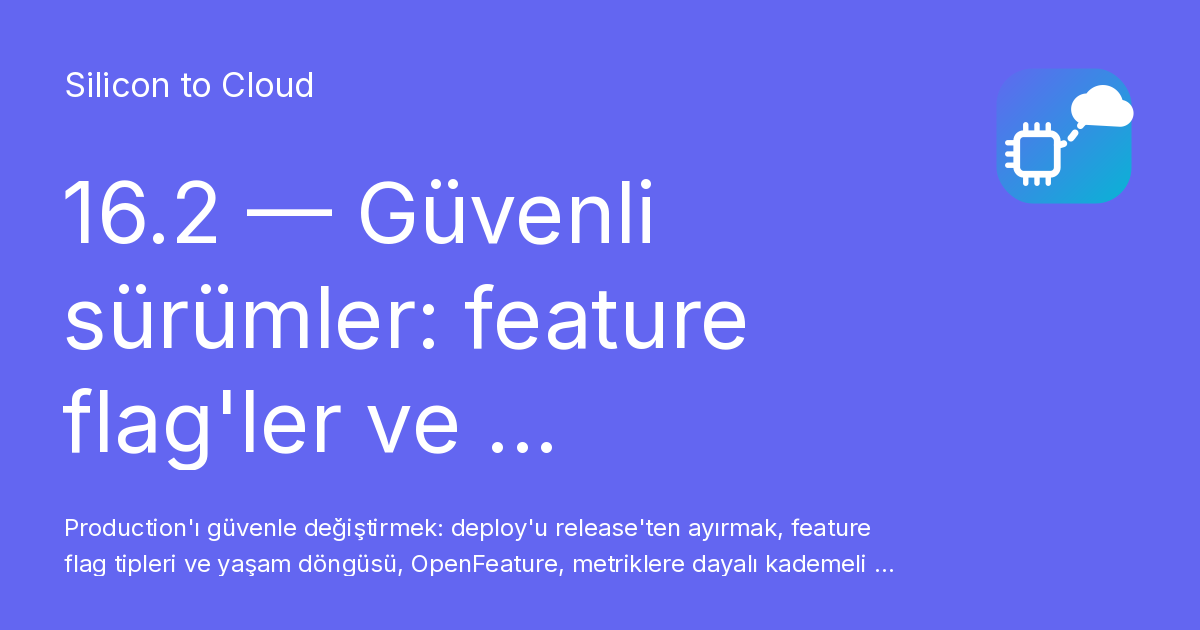 Silicon to Cloud
16.2 — Güvenli
sürümler: feature
flag'ler ve ...
Production'ı güvenle değiştirmek: deploy'u release'ten ayırmak, feature
flag tipleri ve yaşam döngüsü, OpenFeature, metriklere dayalı kademeli ...